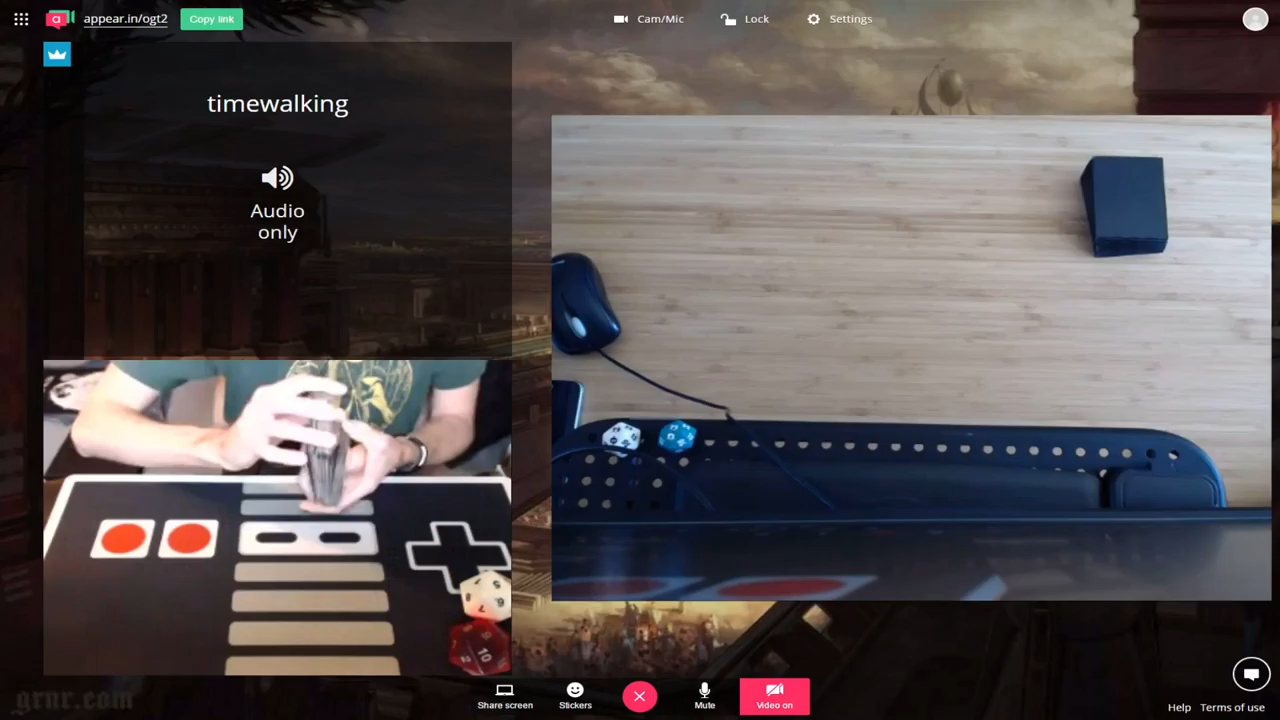 a
appear.in/ogt2
Copy link
Cam/Mic
Lock
Settings
timewalking
Audio
only
10
grnr.com
Share screen
Stickers
Mute
Video on
Help
Terms of use